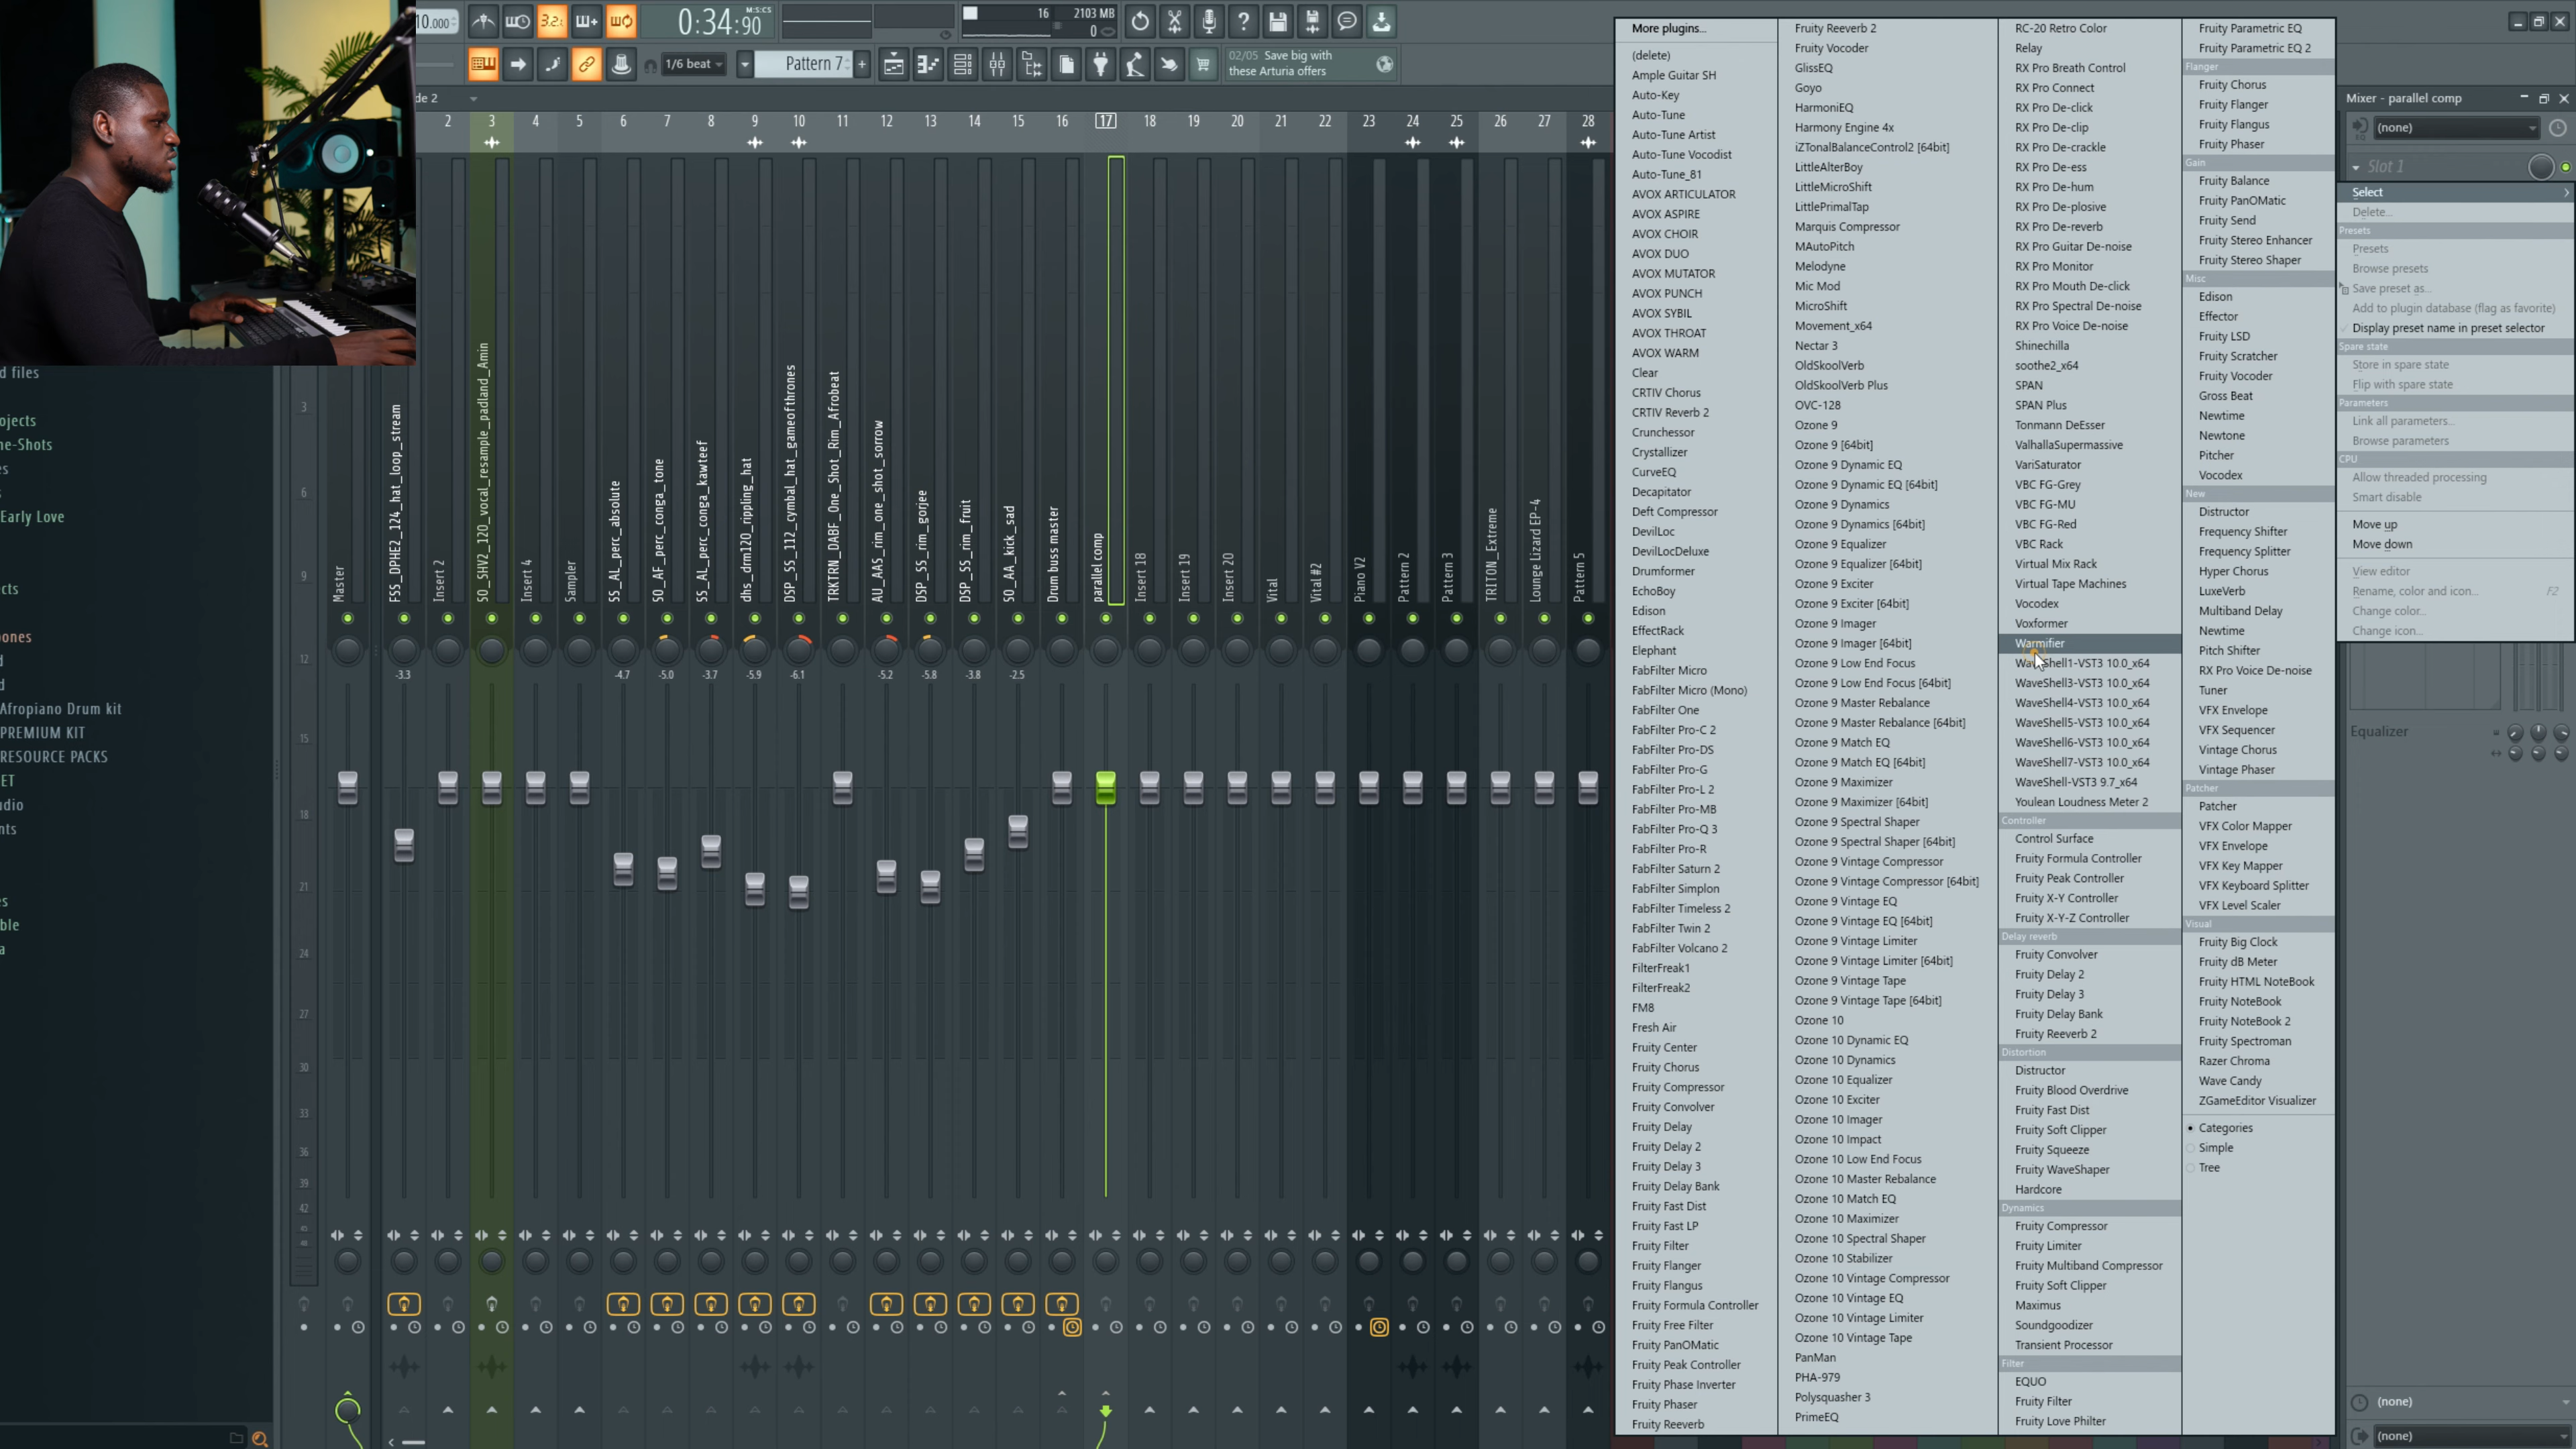 10.000
3.2
0:34:90
M:S:CS
16
2103 MB
0
1/6 beat
Pattern 7
+
02/05 Save big with
these Arturia offers
de 2
2 3 4 5 6 7 8 9 10 11 12 13 14 15 16 17 18 19 20 21 22 23 24 25 26 27 28
Master
FSS_OPHE2_124_hat_loop_stream
Insert 2
SO_SHV2_120_vocal_resample_padland_Amin
Insert 4
Sampler
SS_AL_perc_absolute
SO_AF_perc_conga_tone
SS_AL_perc_conga_kawteef
dhs_drm120_rippling_hat
DSP_SS_112_cymbal_hat_gameofthrones
TRKTRN_DABF_One_Shot_Rim_Afrobeat
AU_AAS_rim_one_shot_sorrow
DSP_SS_rim_gorjee
DSP_SS_rim_fruit
SO_AA_kick_sad
Drum buss master
parallel comp
Insert 18
Insert 19
Insert 20
Vital
Vital #2
Piano V2
Pattern 2
Pattern 3
TRITON_Extreme
Lounge Lizard EP-4
Pattern 5
-3.3 -4.7 -5.0 -3.7 -5.9 -6.1 -5.2 -5.8 -3.8 -2.5
3
6
9
12
15
18
21
24
27
30
33
36
39
42
d files
ojects
ne-Shots
es
s
Early Love
cts
ones
d
d
Afropiano Drum kit
PREMIUM KIT
RESOURCE PACKS
ET
udio
nts
es
ble
a
More plugins...
(delete)
Ample Guitar SH
Auto-Key
Auto-Tune
Auto-Tune Artist
Auto-Tune Vocodist
Auto-Tune_81
AVOX ARTICULATOR
AVOX ASPIRE
AVOX CHOIR
AVOX DUO
AVOX MUTATOR
AVOX PUNCH
AVOX SYBIL
AVOX THROAT
AVOX WARM
Clear
CRTIV Chorus
CRTIV Reverb 2
Crunchessor
Crystallizer
CurveEQ
Decapitator
Deft Compressor
DevilLoc
DevilLocDeluxe
Drumformer
EchoBoy
Edison
EffectRack
Elephant
FabFilter Micro
FabFilter Micro (Mono)
FabFilter One
FabFilter Pro-C 2
FabFilter Pro-DS
FabFilter Pro-G
FabFilter Pro-L 2
FabFilter Pro-MB
FabFilter Pro-Q 3
FabFilter Pro-R
FabFilter Saturn 2
FabFilter Simplon
FabFilter Timeless 2
FabFilter Twin 2
FabFilter Volcano 2
FilterFreak1
FilterFreak2
FM8
Fresh Air
Fruity Center
Fruity Chorus
Fruity Compressor
Fruity Convolver
Fruity Delay
Fruity Delay 2
Fruity Delay 3
Fruity Delay Bank
Fruity Fast Dist
Fruity Fast LP
Fruity Filter
Fruity Flanger
Fruity Flangus
Fruity Formula Controller
Fruity Free Filter
Fruity PanOMatic
Fruity Peak Controller
Fruity Phase Inverter
Fruity Phaser
Fruity Reeverb
Fruity Reeverb 2
Fruity Vocoder
GlissEQ
Goyo
HarmoniEQ
Harmony Engine 4x
iZTonalBalanceControl2 [64bit]
LittleAlterBoy
LittleMicroShift
LittlePrimalTap
Marquis Compressor
MAutoPitch
Melodyne
Mic Mod
MicroShift
Movement_x64
Nectar 3
OldSkoolVerb
OldSkoolVerb Plus
OVC-128
Ozone 9
Ozone 9 [64bit]
Ozone 9 Dynamic EQ
Ozone 9 Dynamic EQ [64bit]
Ozone 9 Dynamics
Ozone 9 Dynamics [64bit]
Ozone 9 Equalizer
Ozone 9 Equalizer [64bit]
Ozone 9 Exciter
Ozone 9 Exciter [64bit]
Ozone 9 Imager
Ozone 9 Imager [64bit]
Ozone 9 Low End Focus
Ozone 9 Low End Focus [64bit]
Ozone 9 Master Rebalance
Ozone 9 Master Rebalance [64bit]
Ozone 9 Match EQ
Ozone 9 Match EQ [64bit]
Ozone 9 Maximizer
Ozone 9 Maximizer [64bit]
Ozone 9 Spectral Shaper
Ozone 9 Spectral Shaper [64bit]
Ozone 9 Vintage Compressor
Ozone 9 Vintage Compressor [64bit]
Ozone 9 Vintage EQ
Ozone 9 Vintage EQ [64bit]
Ozone 9 Vintage Limiter
Ozone 9 Vintage Limiter [64bit]
Ozone 9 Vintage Tape
Ozone 9 Vintage Tape [64bit]
Ozone 10
Ozone 10 Dynamic EQ
Ozone 10 Dynamics
Ozone 10 Equalizer
Ozone 10 Exciter
Ozone 10 Imager
Ozone 10 Impact
Ozone 10 Low End Focus
Ozone 10 Master Rebalance
Ozone 10 Match EQ
Ozone 10 Maximizer
Ozone 10 Spectral Shaper
Ozone 10 Stabilizer
Ozone 10 Vintage Compressor
Ozone 10 Vintage EQ
Ozone 10 Vintage Limiter
Ozone 10 Vintage Tape
PanMan
PHA-979
Polysquasher 3
PrimeEQ
RC-20 Retro Color
Relay
RX Pro Breath Control
RX Pro Connect
RX Pro De-click
RX Pro De-clip
RX Pro De-crackle
RX Pro De-ess
RX Pro De-hum
RX Pro De-plosive
RX Pro De-reverb
RX Pro Guitar De-noise
RX Pro Monitor
RX Pro Mouth De-click
RX Pro Spectral De-noise
RX Pro Voice De-noise
Shinechilla
soothe2_x64
SPAN
SPAN Plus
Tonmann DeEsser
ValhallaSupermassive
VariSaturator
VBC FG-Grey
VBC FG-MU
VBC FG-Red
VBC Rack
Virtual Mix Rack
Virtual Tape Machines
Vocodex
Voxformer
Warmifier
WaveShell1-VST3 10.0_x64
WaveShell3-VST3 10.0_x64
WaveShell4-VST3 10.0_x64
WaveShell5-VST3 10.0_x64
WaveShell6-VST3 10.0_x64
WaveShell7-VST3 10.0_x64
WaveShell-VST3 9.7_x64
Youlean Loudness Meter 2
Controller
Control Surface
Fruity Formula Controller
Fruity Peak Controller
Fruity X-Y Controller
Fruity X-Y-Z Controller
Delay reverb
Fruity Convolver
Fruity Delay 2
Fruity Delay 3
Fruity Delay Bank
Fruity Reeverb 2
Distortion
Distructor
Fruity Blood Overdrive
Fruity Fast Dist
Fruity Soft Clipper
Fruity Squeeze
Fruity WaveShaper
Hardcore
Dynamics
Fruity Compressor
Fruity Limiter
Fruity Multiband Compressor
Fruity Soft Clipper
Maximus
Soundgoodizer
Transient Processor
Filter
EQUO
Fruity Filter
Fruity Love Philter
Fruity Parametric EQ
Fruity Parametric EQ 2
Flanger
Fruity Chorus
Fruity Flanger
Fruity Flangus
Fruity Phaser
Gain
Fruity Balance
Fruity PanOMatic
Fruity Send
Fruity Stereo Enhancer
Fruity Stereo Shaper
Misc
Edison
Effector
Fruity LSD
Fruity Scratcher
Fruity Vocoder
Gross Beat
Newtime
Newtone
Pitcher
Vocodex
New
Distructor
Frequency Shifter
Frequency Splitter
Hyper Chorus
LuxeVerb
Multiband Delay
Newtime
Pitch Shifter
RX Pro Voice De-noise
Tuner
VFX Envelope
VFX Sequencer
Vintage Chorus
Vintage Phaser
Patcher
Patcher
VFX Color Mapper
VFX Envelope
VFX Key Mapper
VFX Keyboard Splitter
VFX Level Scaler
Visual
Fruity Big Clock
Fruity dB Meter
Fruity HTML NoteBook
Fruity NoteBook
Fruity NoteBook 2
Fruity Spectroman
Razer Chroma
Wave Candy
ZGameEditor Visualizer
Categories
Simple
Tree
Mixer - parallel comp
(none)
Slot 1
Select
Delete...
Presets
Presets
Browse presets
Save preset as...
Add to plugin database (flag as favorite)
Display preset name in preset selector
Spare state
Store in spare state
Flip with spare state
Parameters
Link all parameters...
Browse parameters
CPU
Allow threaded processing
Smart disable
Move up
Move down
View editor
Rename, color and icon... F2
Change color...
Change icon...
Equalizer
(none)
(none)